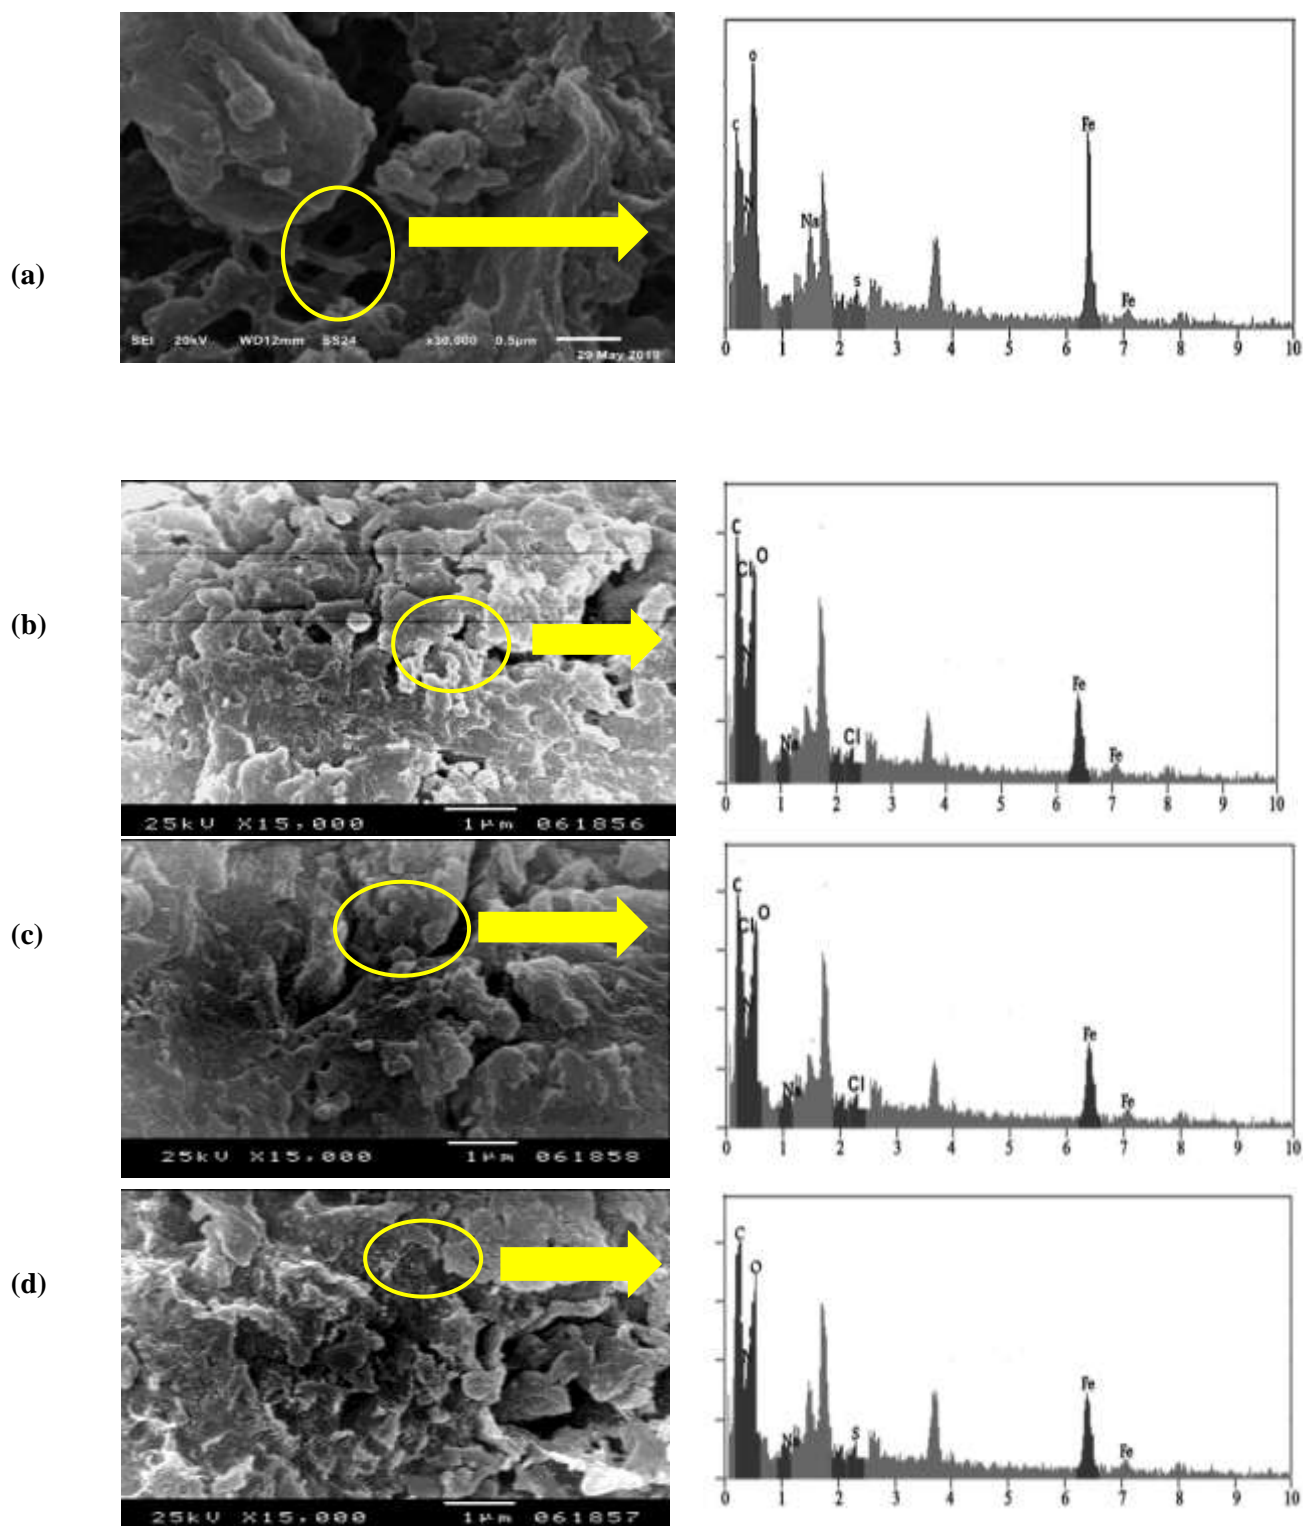 (a)
SEI 20kV WD12mm SS24 x30,000 0.5µm
29 May 2019
C
O
N
Na
S
Fe
Fe
0 1 2 3 4 5 6 7 8 9 10
(b)
25kV X15,000 1µm 061856
C
Cl
O
Na
Cl
Fe
Fe
0 1 2 3 4 5 6 7 8 9 10
(c)
25kV X15,000 1µm 061858
C
Cl
O
Na
Cl
Fe
Fe
0 1 2 3 4 5 6 7 8 9 10
(d)
25kV X15,000 1µm 061857
C
O
Na
S
Fe
Fe
0 1 2 3 4 5 6 7 8 9 10